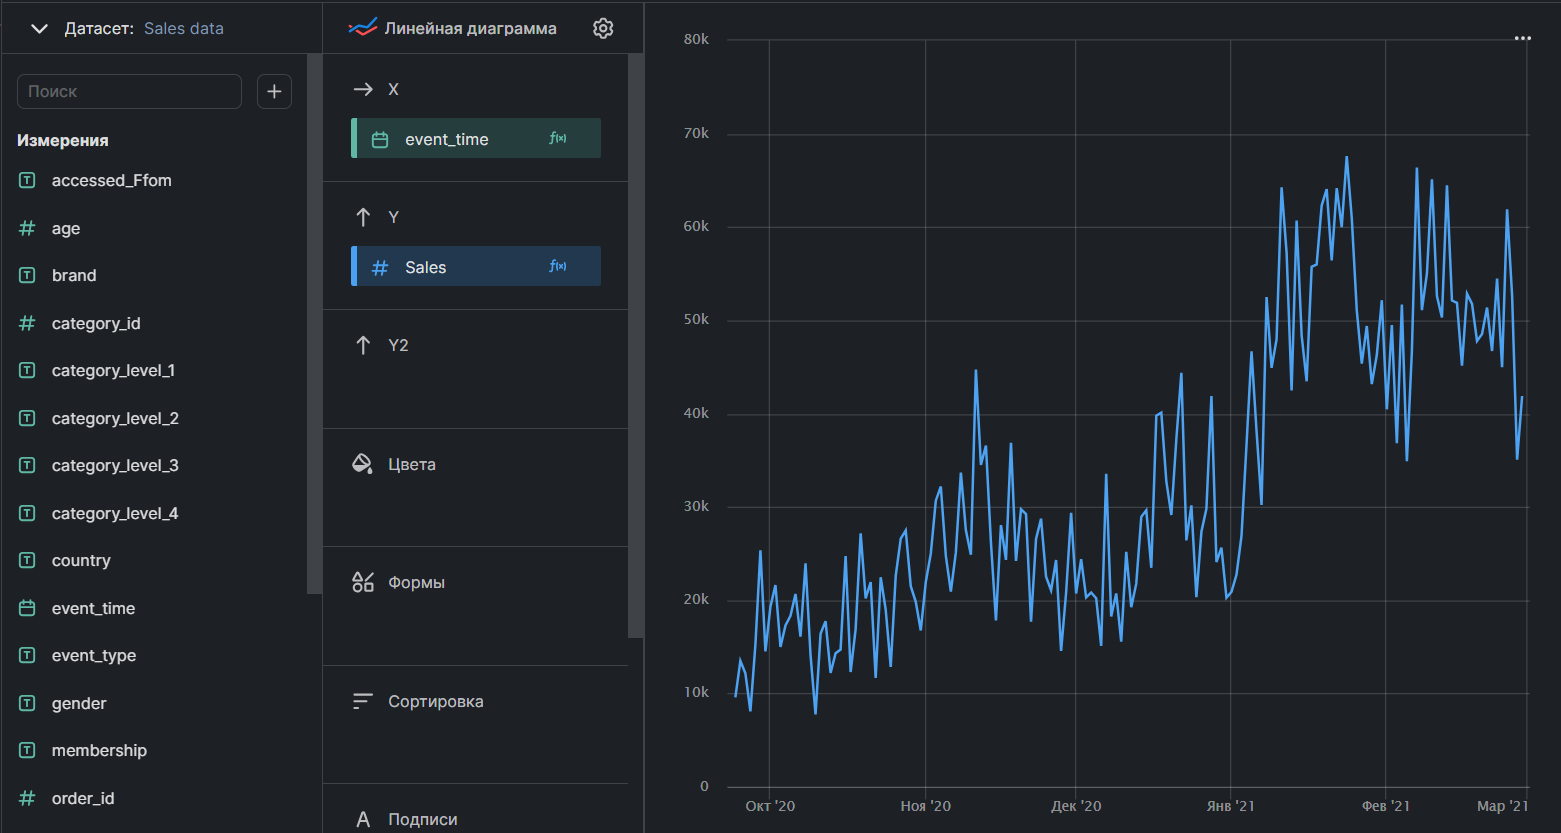 Датасет: Sales data
Поиск
Измерения
accessed_Ffom
age
brand
category_id
category_level_1
category_level_2
category_level_3
category_level_4
country
event_time
event_type
gender
membership
order_id
Линейная диаграмма
X
event_time f(x)
Y
Sales f(x)
Y2
Цвета
Формы
Сортировка
Подписи
80k
70k
60k
50k
40k
30k
20k
10k
0
Окт '20 Ноя '20 Дек '20 Янв '21 Фев '21 Мар '21